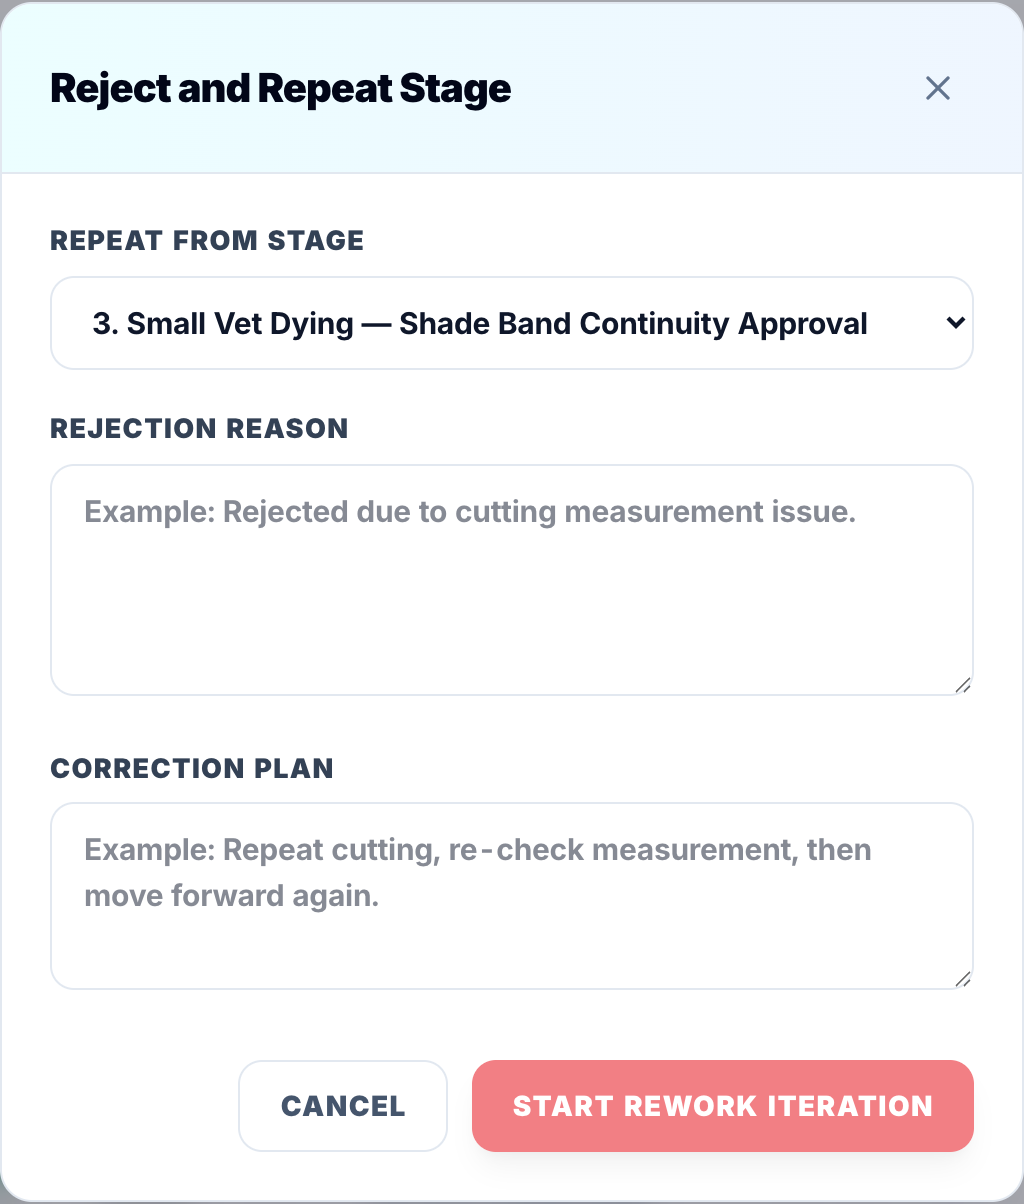 Reject and Repeat Stage
REPEAT FROM STAGE
3. Small Vet Dying — Shade Band Continuity Approval
REJECTION REASON
Example: Rejected due to cutting measurement issue.
CORRECTION PLAN
Example: Repeat cutting, re-check measurement, then
move forward again.
CANCEL
START REWORK ITERATION